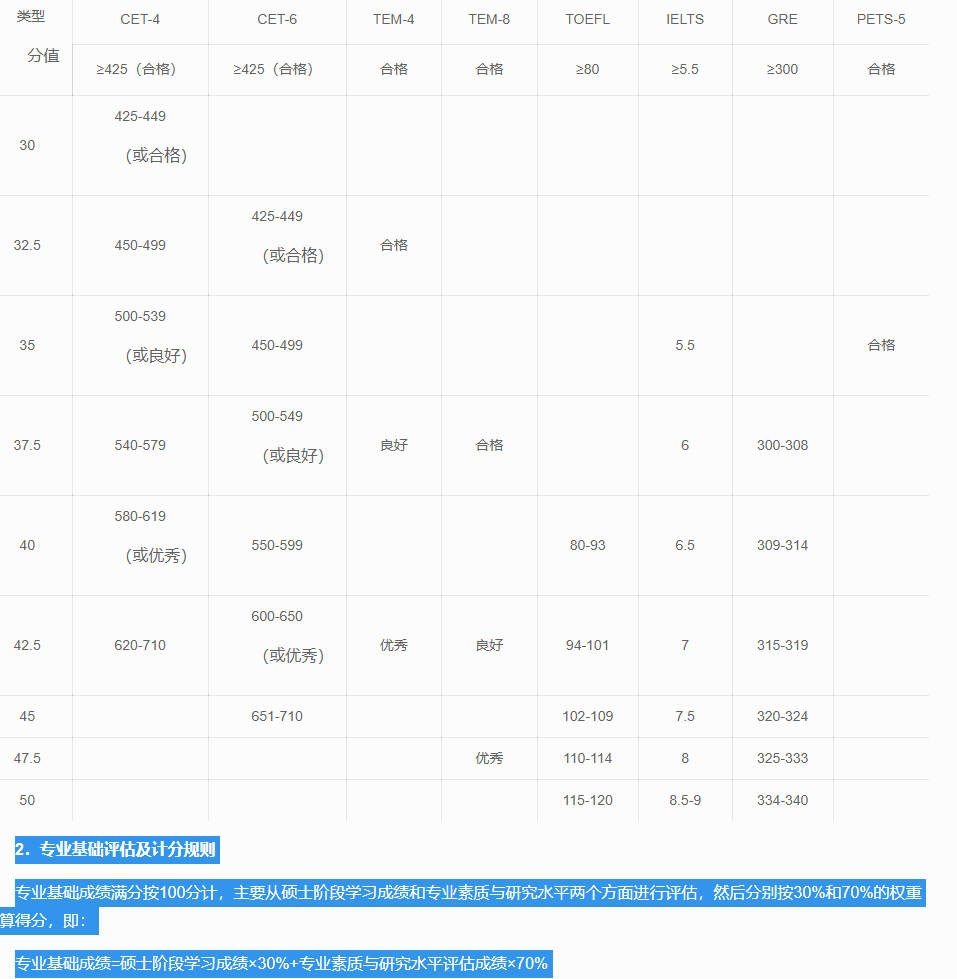 类型 CET-4 CET-6 TEM-4 TEM-8 TOEFL IELTS GRE PETS-5
分值 ≥425（合格） ≥425（合格） 合格 合格 ≥80 ≥5.5 ≥300 合格
30 425-449
（或合格）
32.5 450-499 425-449 合格
（或合格）
35 500-539 450-499 5.5 合格
（或良好）
37.5 540-579 500-549 良好 合格 6 300-308
（或良好）
40 580-619 550-599 80-93 6.5 309-314
（或优秀）
42.5 620-710 600-650 优秀 良好 94-101 7 315-319
（或优秀）
45 651-710 102-109 7.5 320-324
47.5 优秀 110-114 8 325-333
50 115-120 8.5-9 334-340
2．专业基础评估及计分规则
专业基础成绩满分按100分计，主要从硕士阶段学习成绩和专业素质与研究水平两个方面进行评估，然后分别按30%和70%的权重
算得分，即：
专业基础成绩=硕士阶段学习成绩×30%+专业素质与研究水平评估成绩×70%